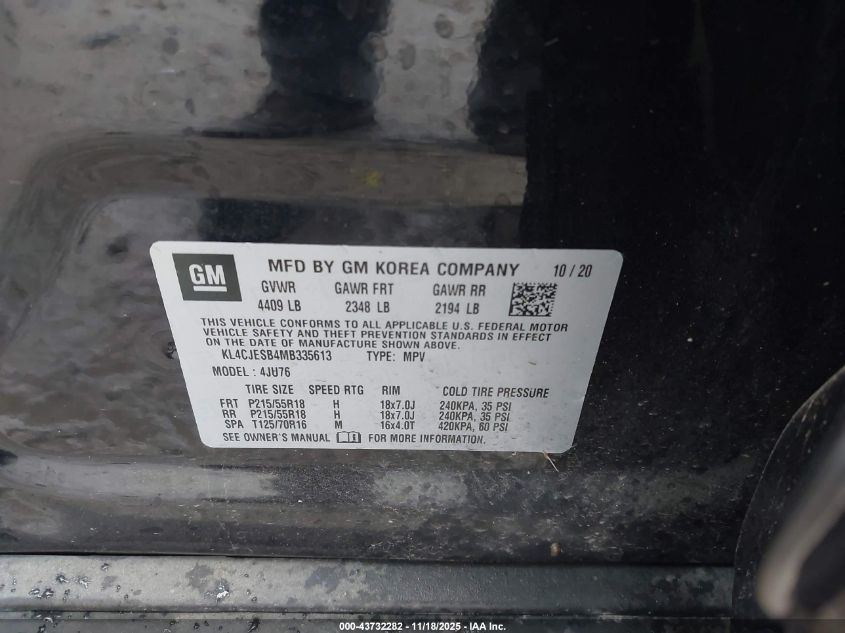 GM MFD BY GM KOREA COMPANY 10 / 20
GVWR GAWR FRT GAWR RR
4409 LB 2348 LB 2194 LB
THIS VEHICLE CONFORMS TO ALL APPLICABLE U.S. FEDERAL MOTOR
VEHICLE SAFETY AND THEFT PREVENTION STANDARDS IN EFFECT
ON THE DATE OF MANUFACTURE SHOWN ABOVE.
KL4CJESB4MB335613 TYPE: MPV
MODEL : 4JU76
TIRE SIZE SPEED RTG RIM COLD TIRE PRESSURE
FRT P215/55R18 H 18x7.0J 240KPA, 35 PSI
RR P215/55R18 H 18x7.0J 240KPA, 35 PSI
SPA T125/70R16 M 16x4.0T 420KPA, 60 PSI
SEE OWNER'S MANUAL FOR MORE INFORMATION.
000-43732282 - 11/18/2025 - IAA Inc.